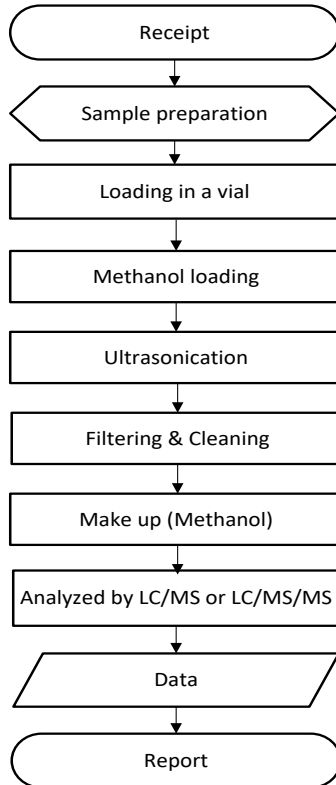 Receipt
Sample preparation
Loading in a vial
Methanol loading
Ultrasonication
Filtering & Cleaning
Make up (Methanol)
Analyzed by LC/MS or LC/MS/MS
Data
Report